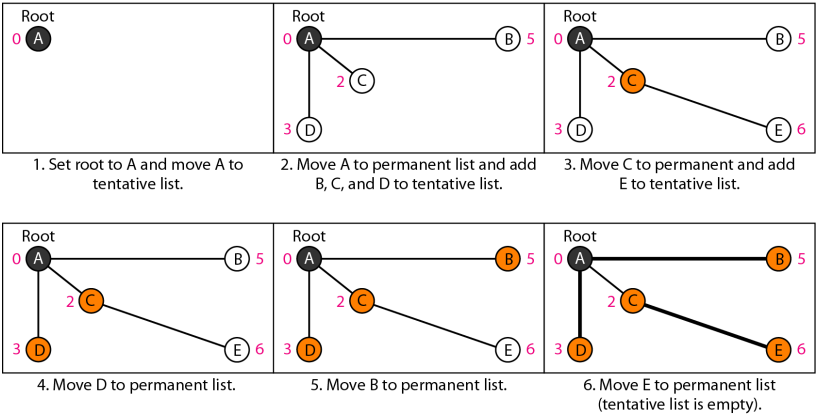 Root
0 A
1. Set root to A and move A to
tentative list.
Root
0 A B 5
2 C
3 D
2. Move A to permanent list and add
B, C, and D to tentative list.
Root
0 A B 5
2 C
3 D E 6
3. Move C to permanent and add
E to tentative list.
Root
0 A B 5
2 C
3 D E 6
4. Move D to permanent list.
Root
0 A B 5
2 C
3 D E 6
5. Move B to permanent list.
Root
0 A B 5
2 C
3 D E 6
6. Move E to permanent list
(tentative list is empty).